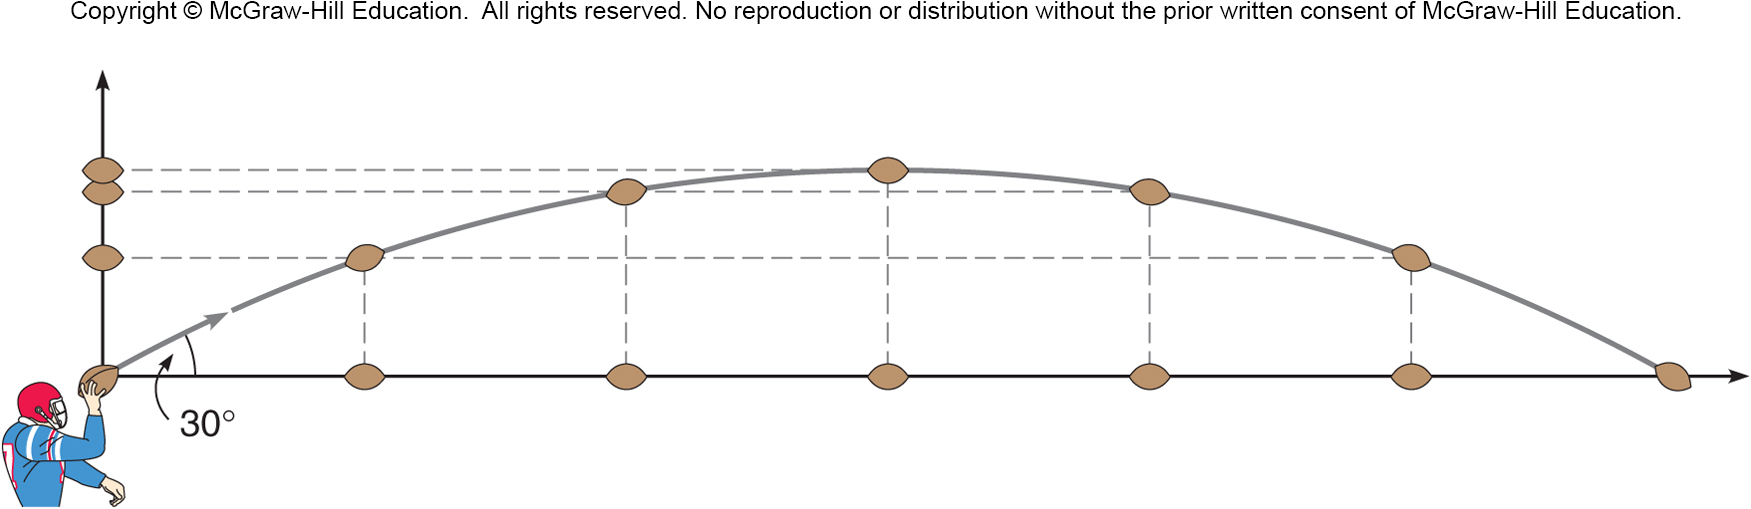 Copyright © McGraw-Hill Education. All rights reserved. No reproduction or distribution without the prior written consent of McGraw-Hill Education.
30°